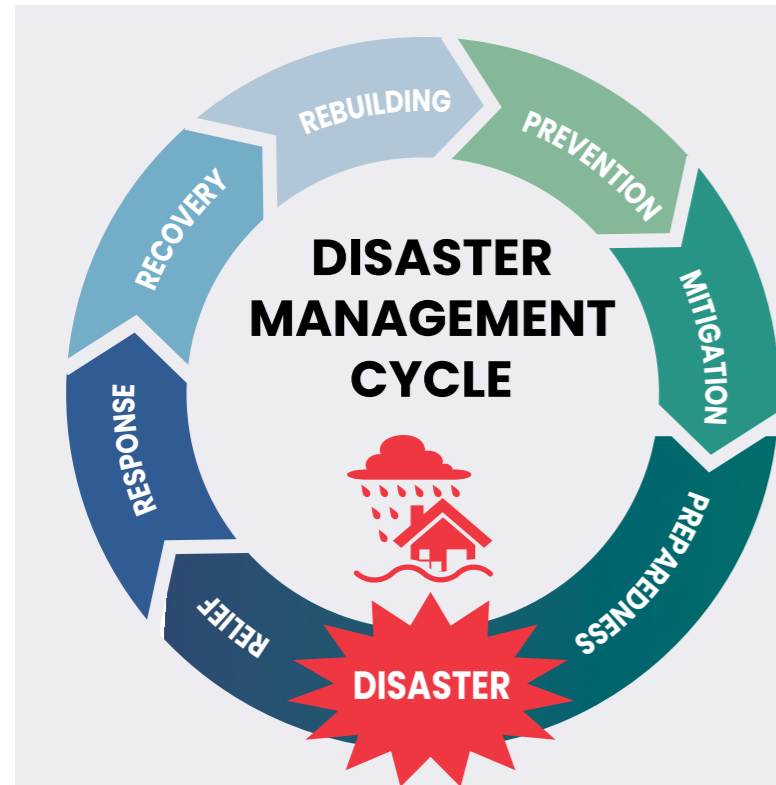 REBUILDING
PREVENTION
RECOVERY
DISASTER
MANAGEMENT
CYCLE
MITIGATION
RESPONSE
PREPAREDNESS
RELIEF
DISASTER